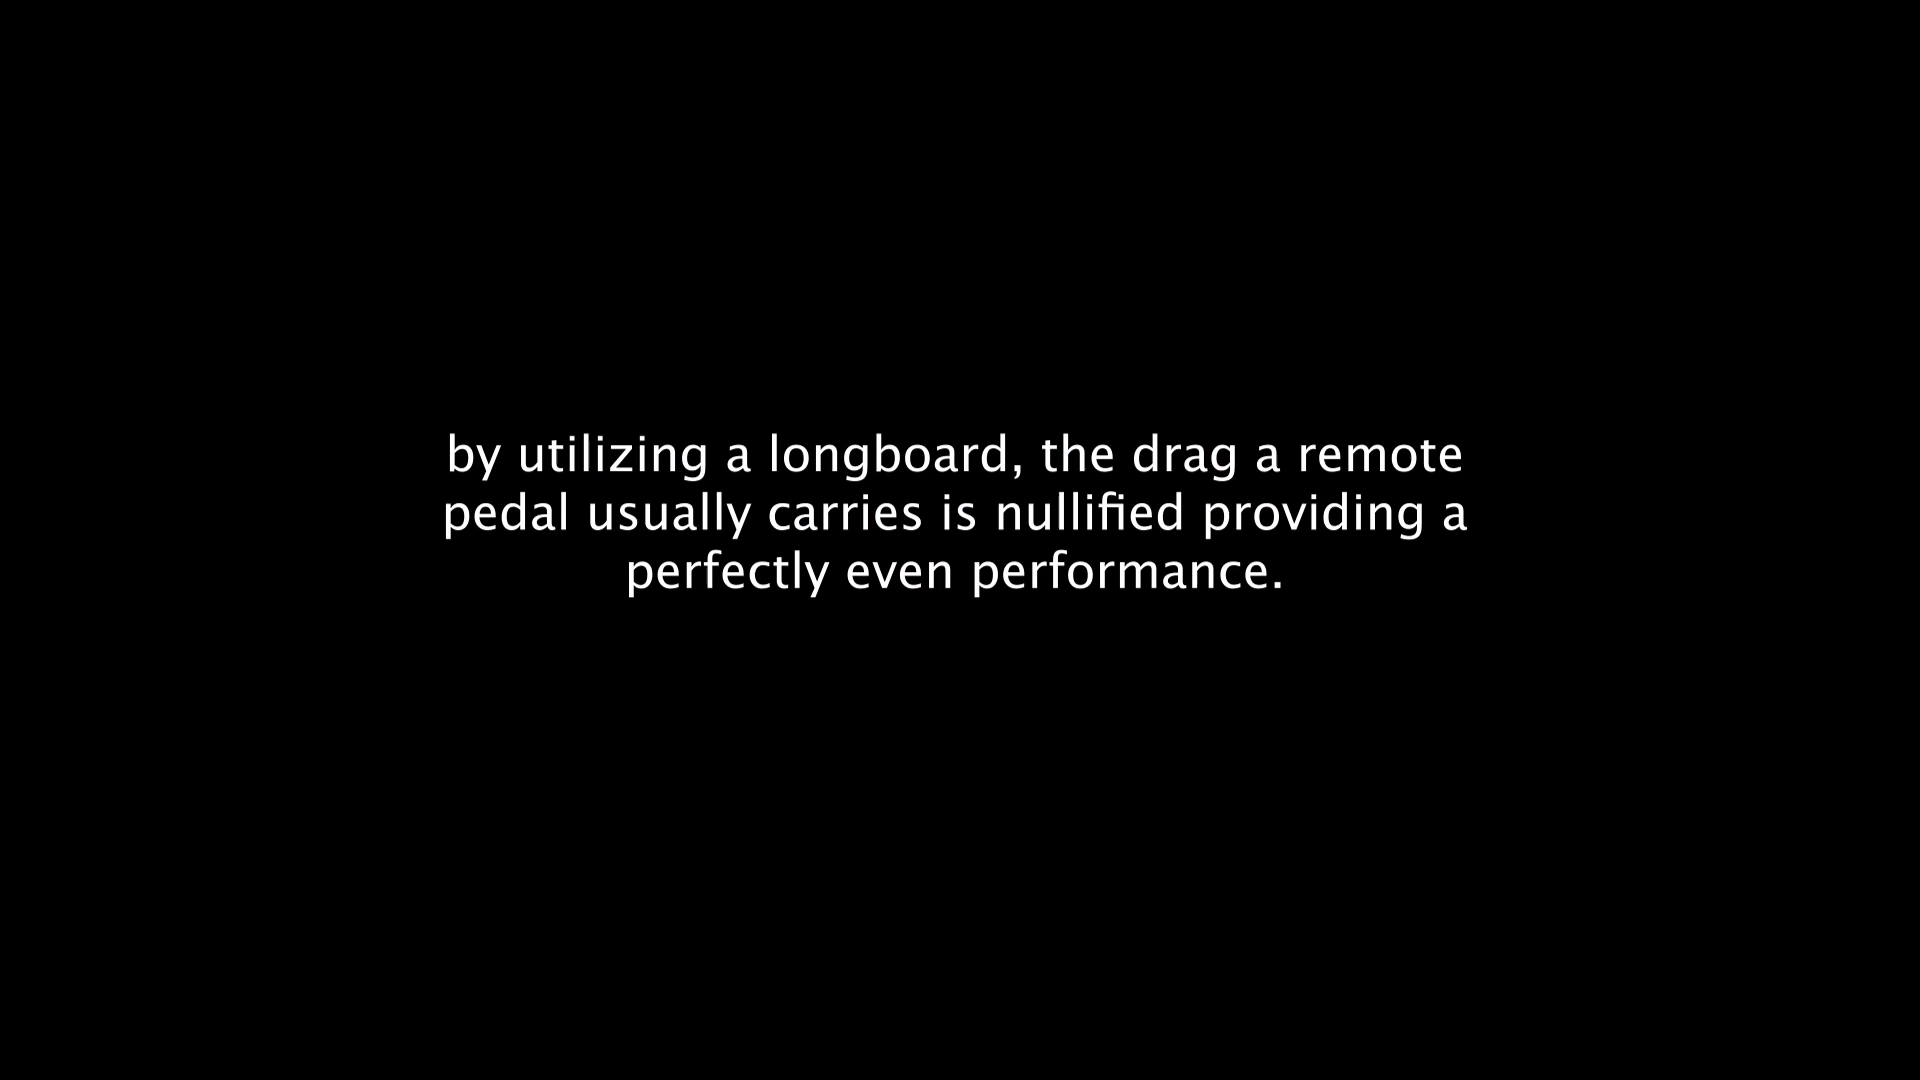 by utilizing a longboard, the drag a remote
pedal usually carries is nullified providing a
perfectly even performance.